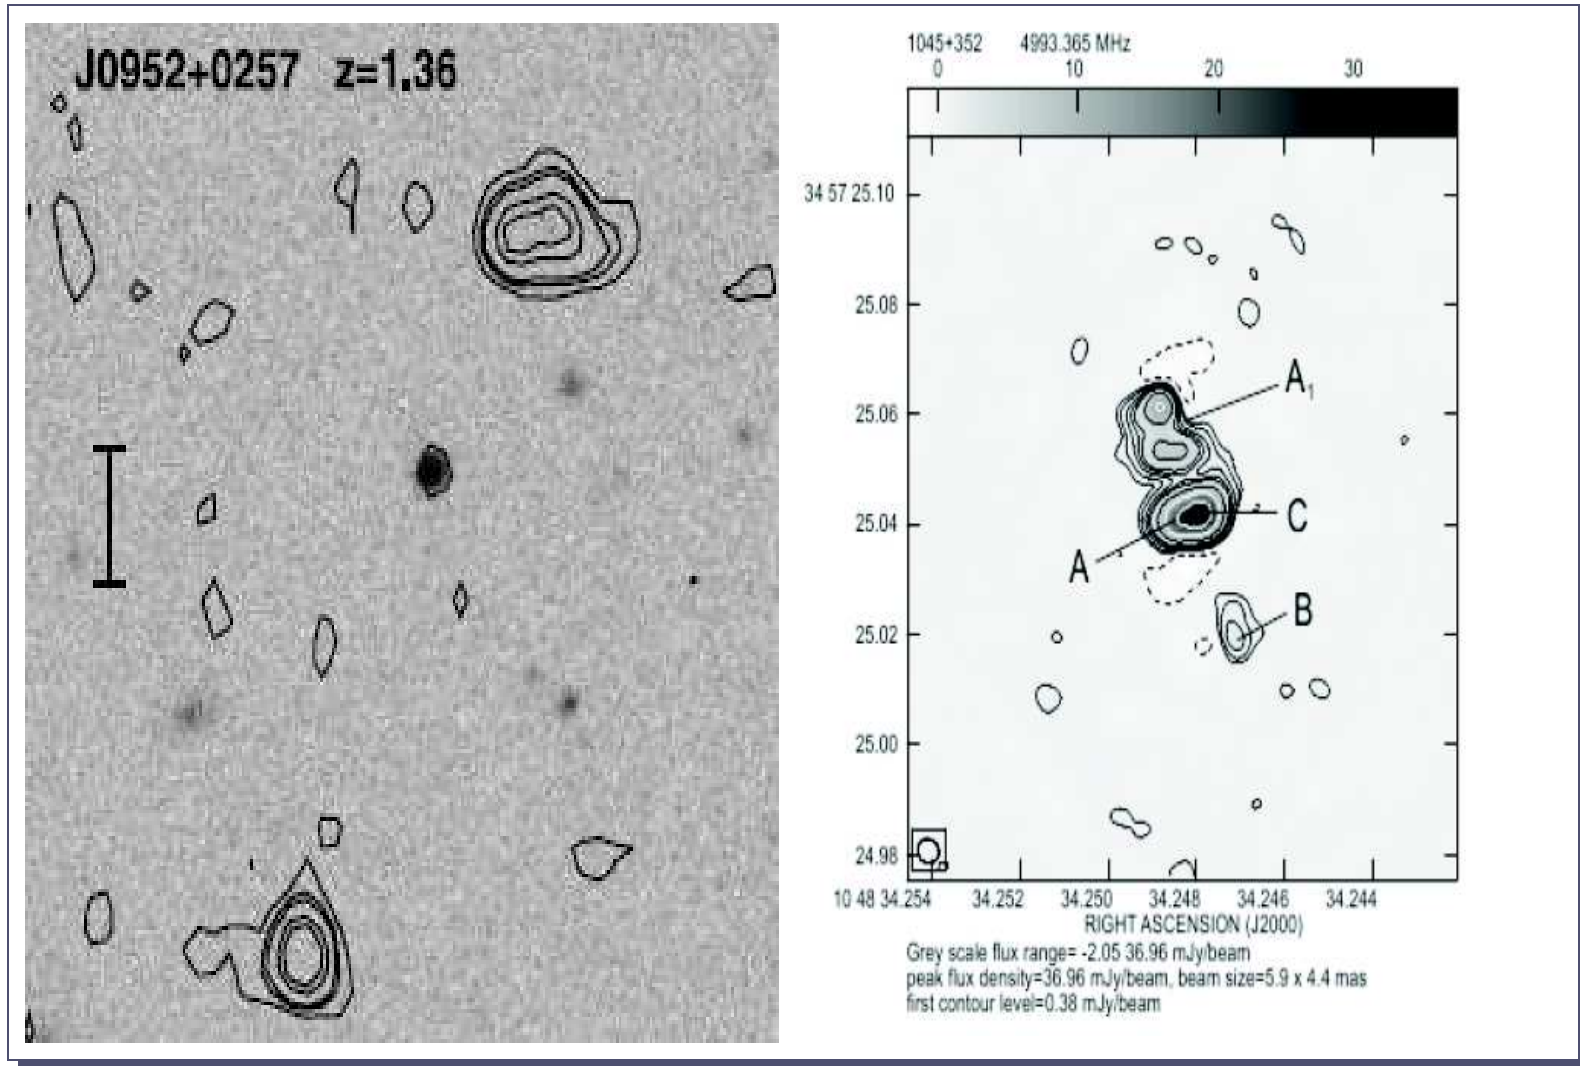 J0952+0257 z=1.36
1045+352 4993.365 MHz
0 10 20 30
34 57 25.10
25.08
25.06
25.04
25.02
25.00
24.98
A1
C
A
B
10 48 34.254 34.252 34.250 34.248 34.246 34.244
RIGHT ASCENSION (J2000)
Grey scale flux range= -2.05 36.96 mJy/beam
peak flux density=36.96 mJy/beam, beam size=5.9 x 4.4 mas
first contour level=0.38 mJy/beam